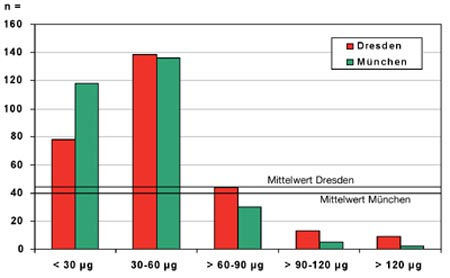 n =
160
140
120
100
80
60
40
20
0
Dresden
München
Mittelwert Dresden
Mittelwert München
< 30 µg
30-60 µg
> 60-90 µg
> 90-120 µg
> 120 µg